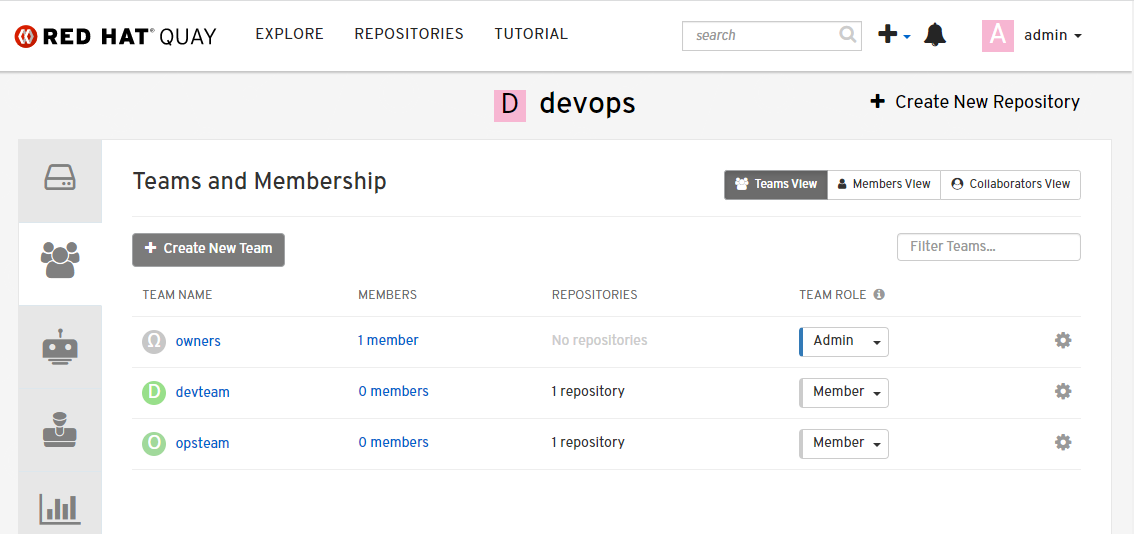 RED HAT® QUAY EXPLORE REPOSITORIES TUTORIAL search A admin
D devops Create New Repository
Teams and Membership Teams View Members View Collaborators View
Create New Team Filter Teams...
TEAM NAME MEMBERS REPOSITORIES TEAM ROLE
Ω owners 1 member No repositories Admin
D devteam 0 members 1 repository Member
O opsteam 0 members 1 repository Member